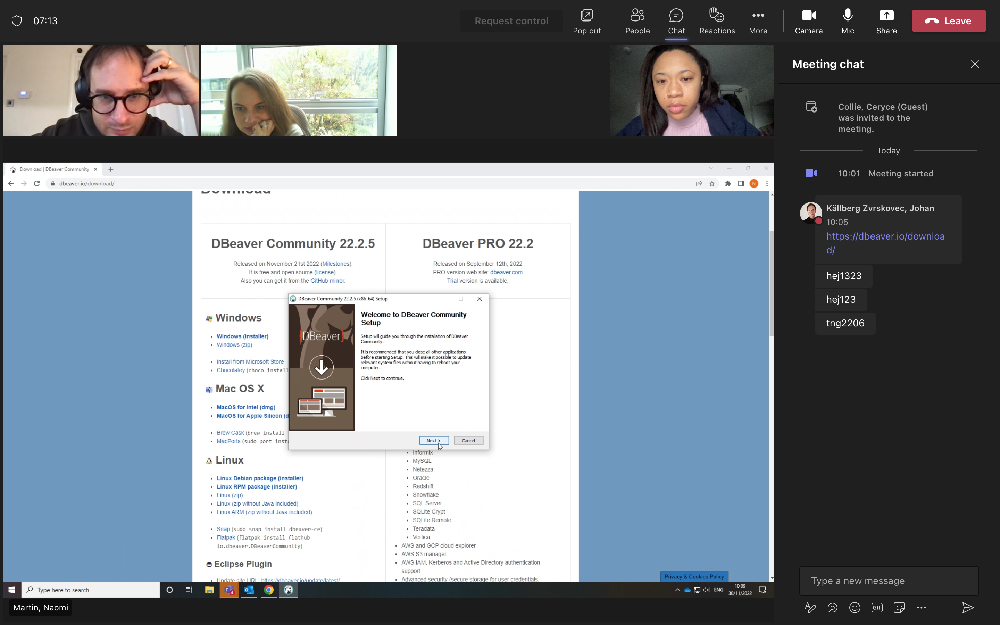 07:13
Request control
Pop out
People
Chat
Reactions
More
Camera
Mic
Share
Leave
Meeting chat
Collie, Ceryce (Guest)
was invited to the
meeting.
Today
10:01 Meeting started
Källberg Zvrskovec, Johan
10:05
https://dbeaver.io/downloa
d/
hej1323
hej123
tng2206
Type a new message
GIF
Download | DBeaver Community
dbeaver.io/download/
N
Download
DBeaver Community 22.2.5
Released on November 21st 2022 (Milestones).
It is free and open source (license).
Also you can get it from the GitHub mirror.
DBeaver PRO 22.2
Released on September 12th, 2022
PRO version web site: dbeaver.com
Trial version is available.
Windows
Windows (installer)
Windows (zip)
Install from Microsoft Store
Chocolatey (choco install
Mac OS X
MacOS for Intel (dmg)
MacOS for Apple Silicon (d
Brew Cask (brew install
MacPorts (sudo port inst
Linux
Linux Debian package (installer)
Linux RPM package (installer)
Linux (zip)
Linux (zip without Java included)
Linux ARM (zip without Java included)
Snap (sudo snap install dbeaver-ce)
Flatpak (flatpak install flathub
io.dbeaver.DBeaverCommunity)
Eclipse Plugin
Update site URL: https://dbeaver.io/update/latest/
DBeaver Community 22.2.5 (x86_64) Setup
DBeaver
Welcome to DBeaver Community
Setup
Setup will guide you through the installation of DBeaver
Community.
It is recommended that you close all other applications
before starting Setup. This will make it possible to update
relevant system files without having to reboot your
computer.
Click Next to continue.
Next >
Cancel
Informix
MySQL
Netezza
Oracle
Redshift
Snowflake
SQL Server
SQLite Crypt
SQLite Remote
Teradata
Vertica
AWS and GCP cloud explorer
AWS S3 manager
AWS IAM, Kerberos and Active Directory authentication
support
Advanced security (secure storage for user credentials,
Privacy & Cookies Policy
Type here to search
4
ENG
10:09
30/11/2022
Martin, Naomi